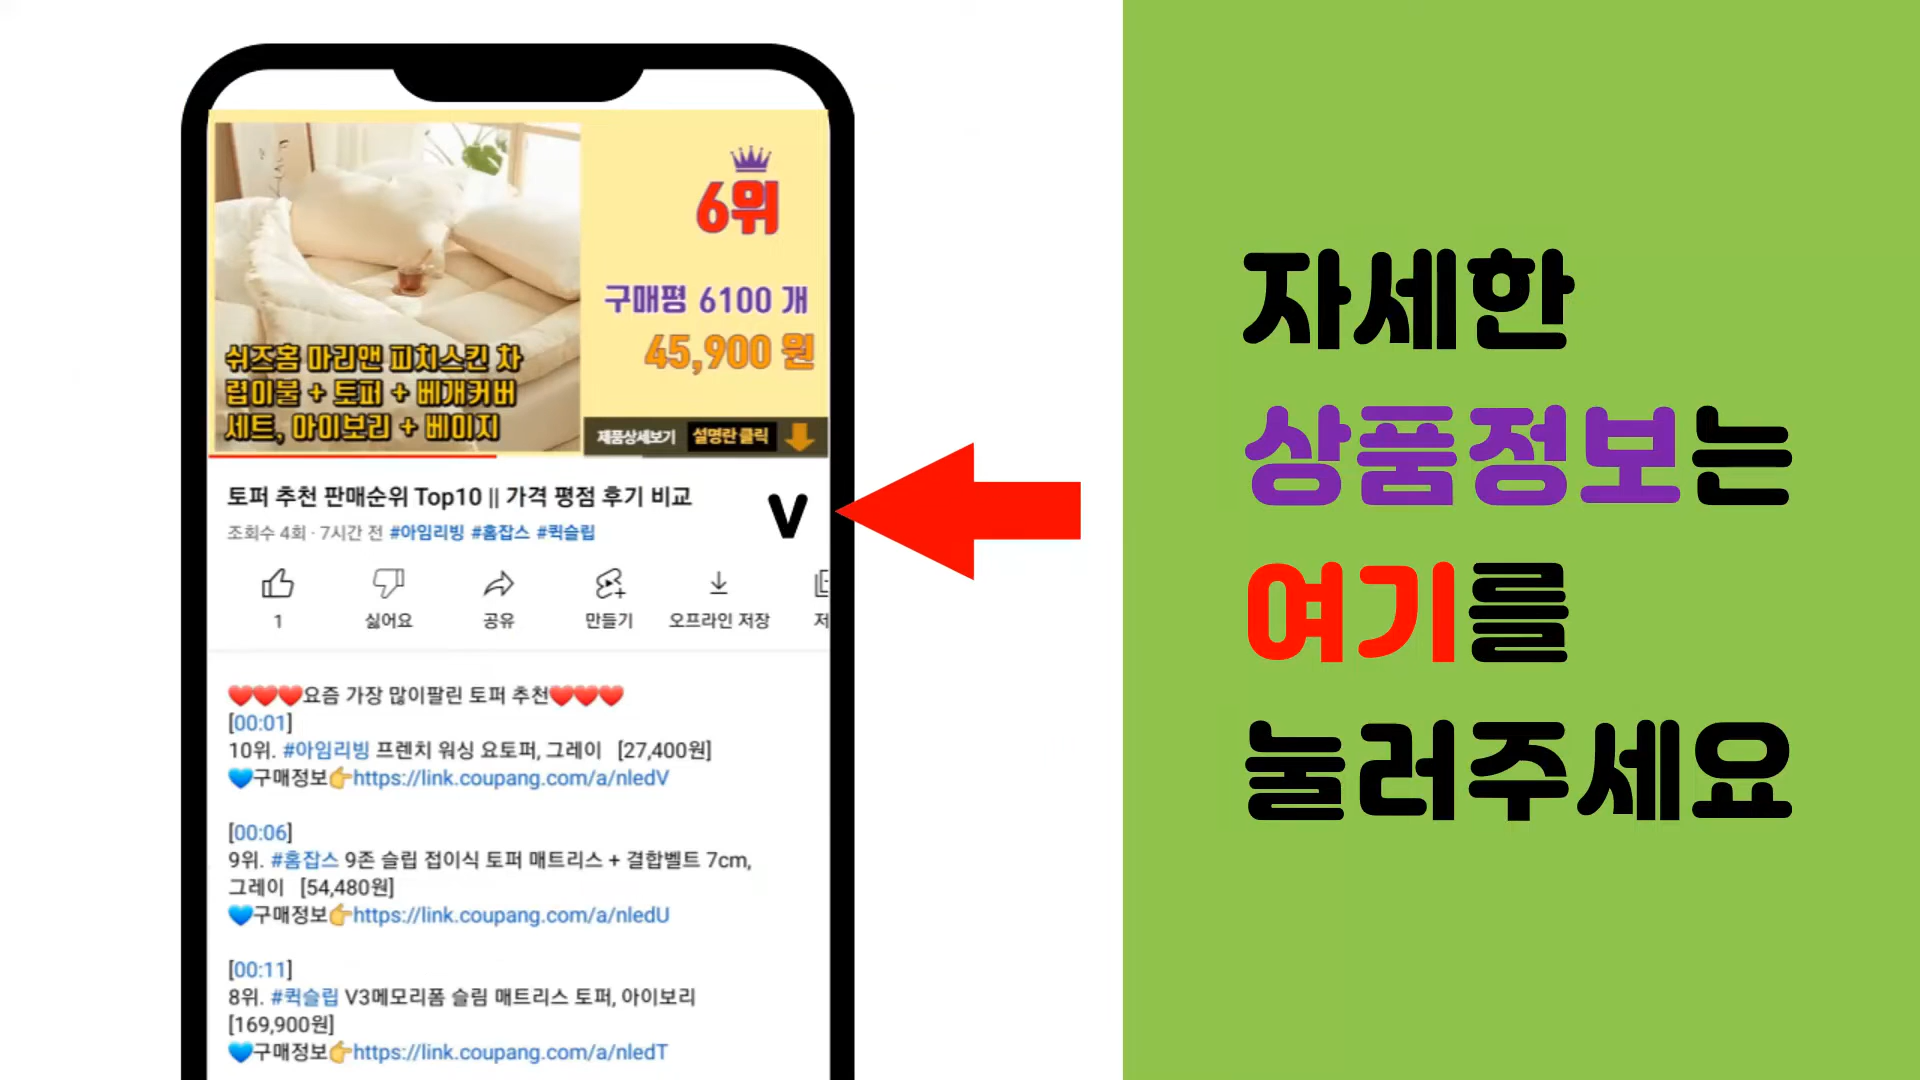 6위
구매평 6100 개
45,900 원
쉬즈홈 마리앤 피치스킨 차
렵이불 + 토퍼 + 베개커버
세트, 아이보리 + 베이지
제품상세보기 설명란 클릭
토퍼 추천 판매순위 Top10 || 가격 평점 후기 비교
V
조회수 4회 · 7시간 전 #아임리빙 #홈잡스 #퀵슬립
1 싫어요 공유 만들기 오프라인 저장 저
❤️❤️❤️요즘 가장 많이팔린 토퍼 추천❤️❤️❤️
[00:01]
10위. #아임리빙 프렌치 워싱 요토퍼, 그레이 [27,400원]
💙구매정보👉https://link.coupang.com/a/nledV
[00:06]
9위. #홈잡스 9존 슬립 접이식 토퍼 매트리스 + 결합벨트 7cm,
그레이 [54,480원]
💙구매정보👉https://link.coupang.com/a/nledU
[00:11]
8위. #퀵슬립 V3메모리폼 슬림 매트리스 토퍼, 아이보리
[169,900원]
💙구매정보👉https://link.coupang.com/a/nledT
자세한
상품정보는
여기를
눌러주세요